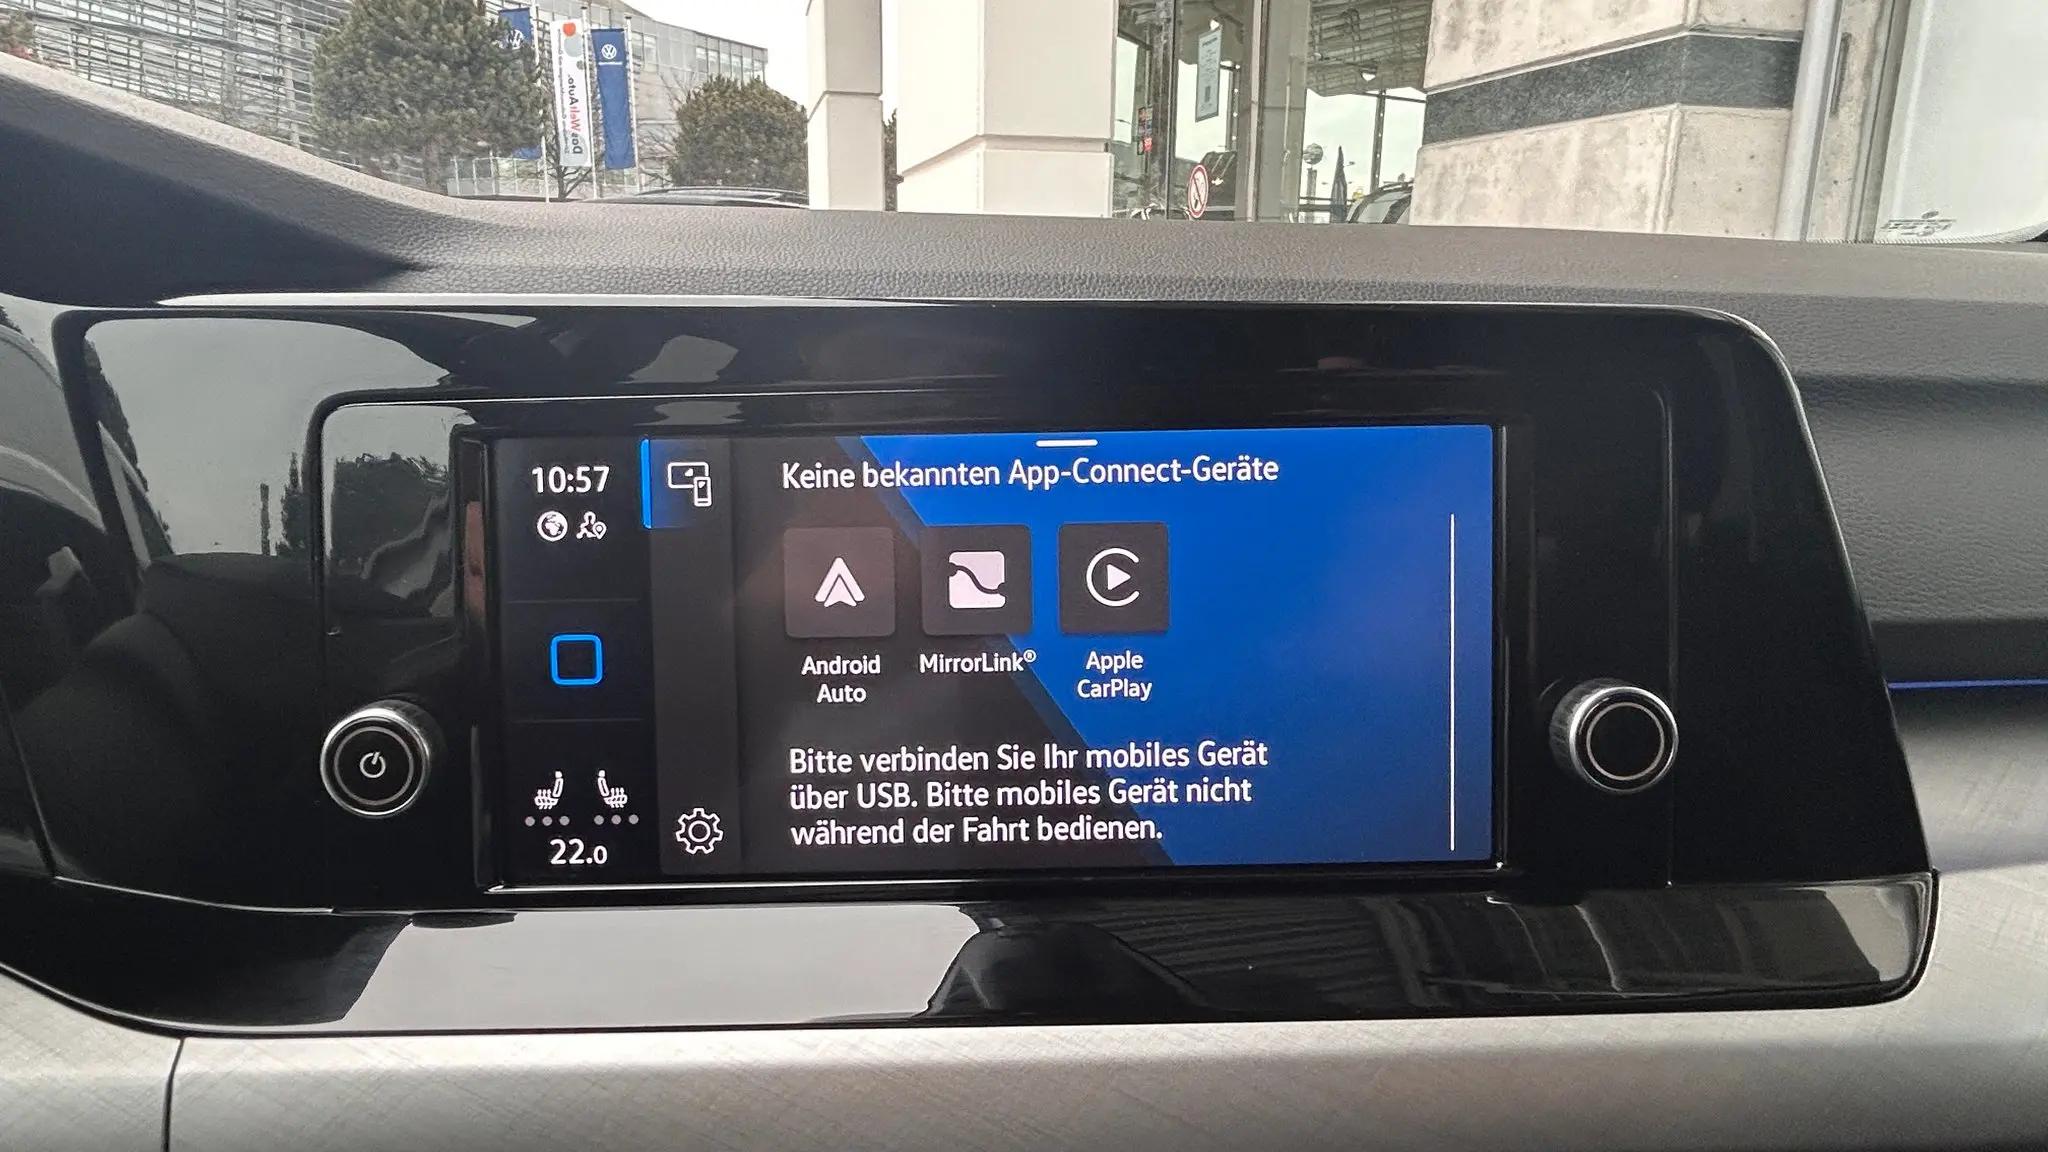 DasWeltAuto.
10:57
Keine bekannten App-Connect-Geräte
Android
Auto
MirrorLink®
Apple
CarPlay
Bitte verbinden Sie Ihr mobiles Gerät
über USB. Bitte mobiles Gerät nicht
während der Fahrt bedienen.
22.0